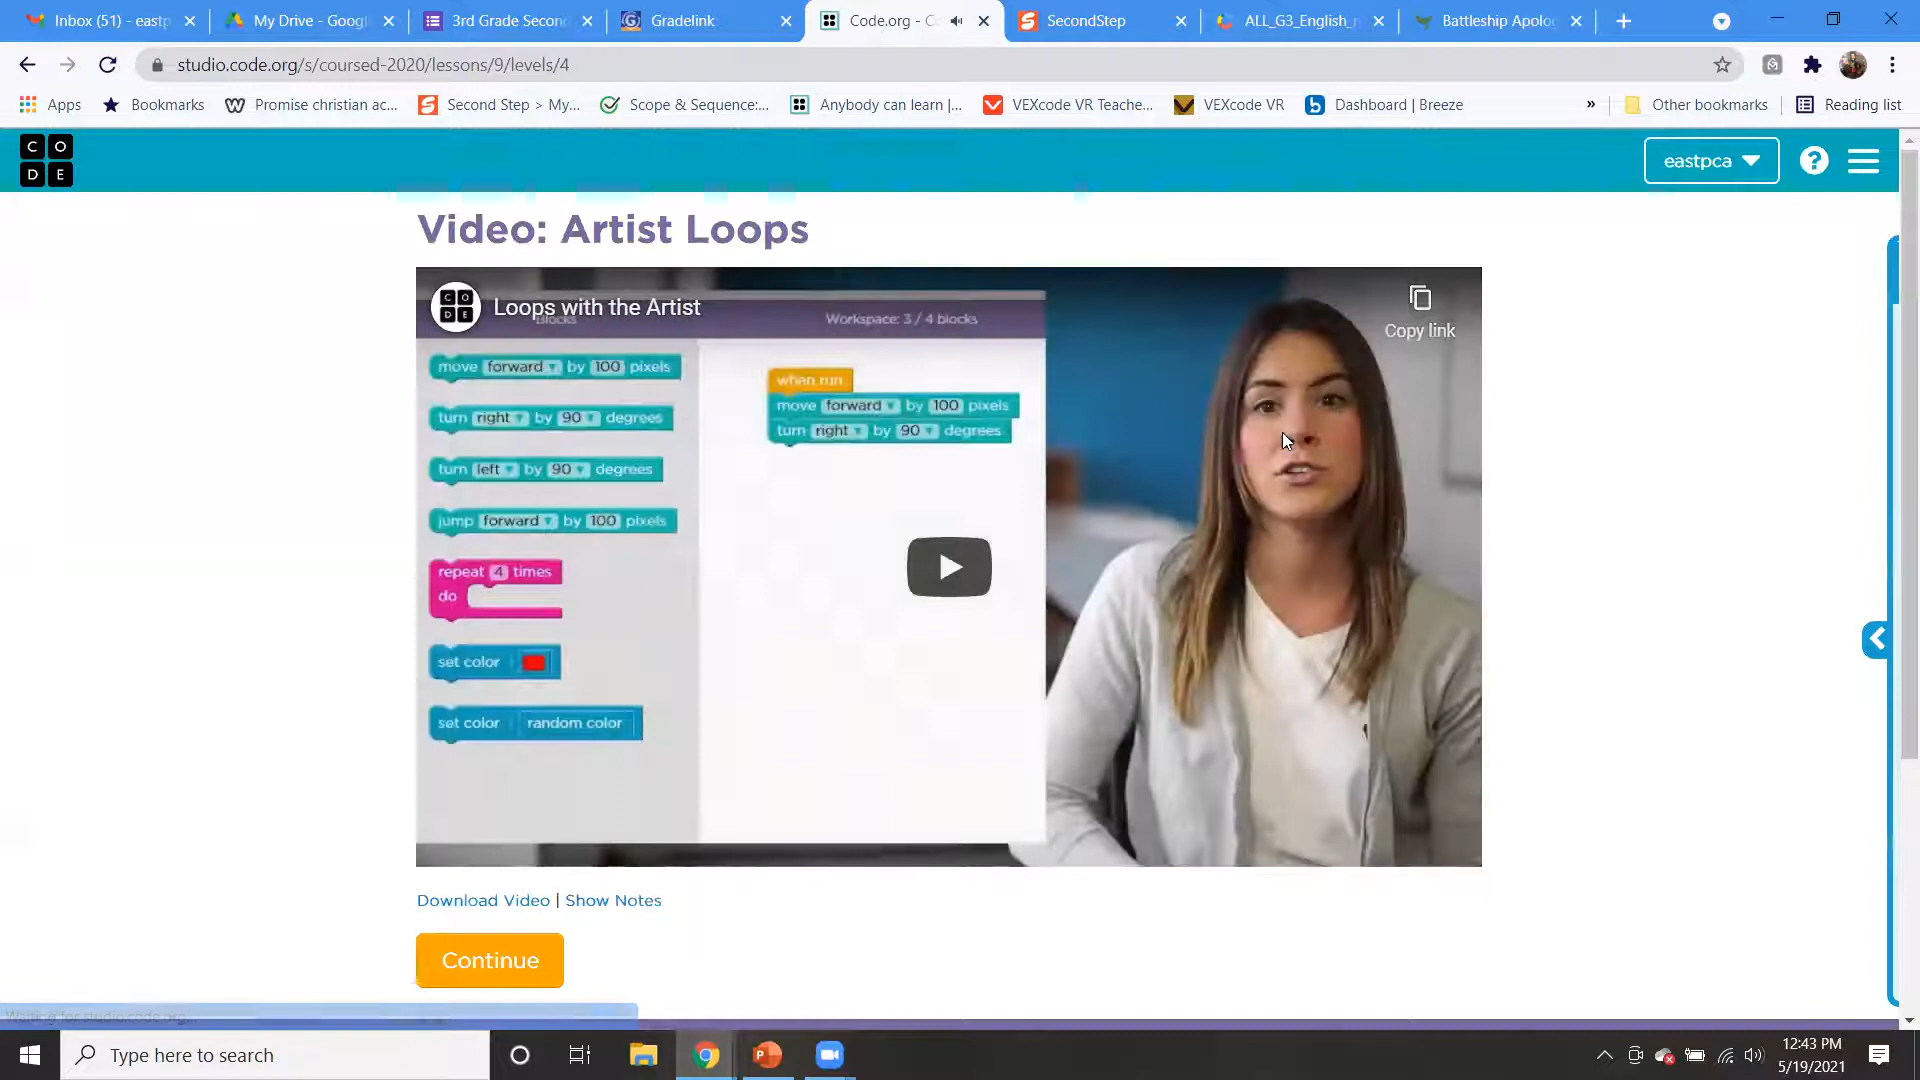 Inbox (51) - eastp
My Drive - Googl
3rd Grade Secon
Gradelink
Code.org - C
SecondStep
ALL_G3_English_
Battleship Apolo
studio.code.org/s/coursed-2020/lessons/9/levels/4
Apps
Bookmarks
Promise christian ac...
Second Step > My...
Scope & Sequence:...
Anybody can learn |...
VEXcode VR Teache...
VEXcode VR
Dashboard | Breeze
»
Other bookmarks
Reading list
C O
D E
eastpca
?
Video: Artist Loops
C O
D E
Loops with the Artist
Copy link
Blocks
Workspace: 3 / 4 blocks
move forward by 100 pixels
turn right by 90 degrees
turn left by 90 degrees
jump forward by 100 pixels
repeat 4 times
do
set color
set color random color
when run
move forward by 100 pixels
turn right by 90 degrees
Download Video | Show Notes
Continue
Waiting for studio.code.org...
Type here to search
12:43 PM
5/19/2021